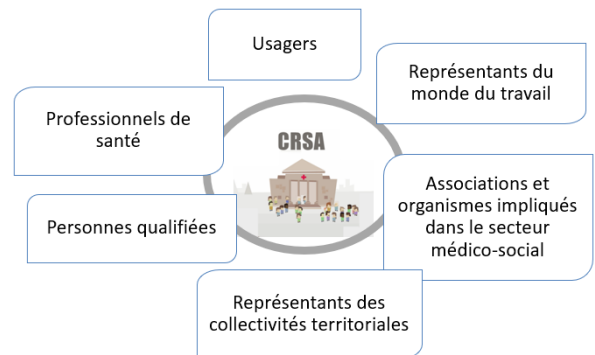 Usagers
Représentants du
monde du travail
Professionnels de
santé
CRSA
Associations et
organismes impliqués
dans le secteur
médico-social
Personnes qualifiées
Représentants des
collectivités territoriales